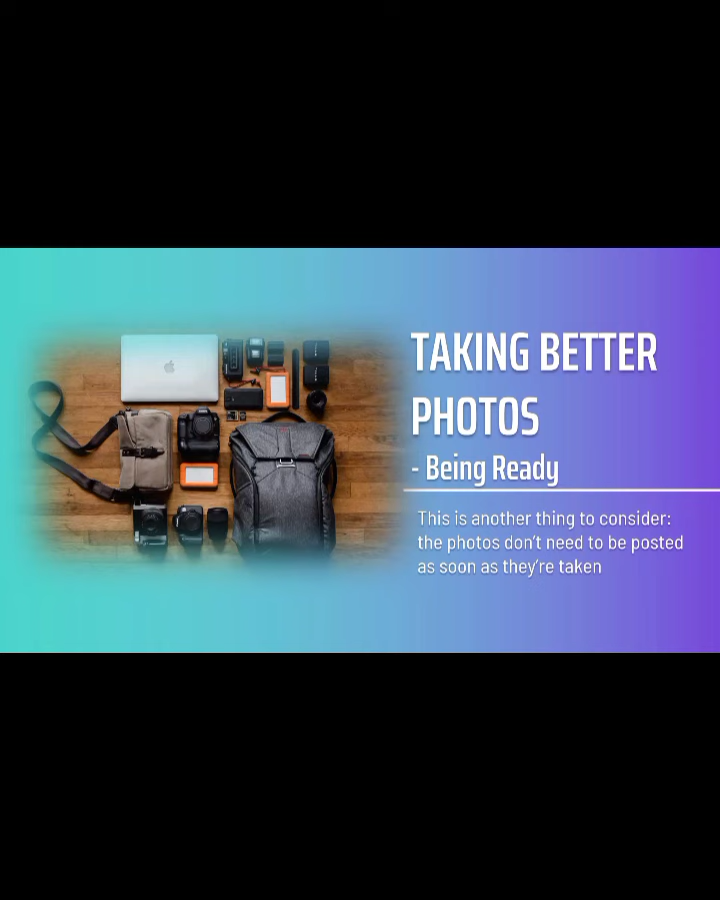 TAKING BETTER
PHOTOS
- Being Ready
This is another thing to consider:
the photos don't need to be posted
as soon as they're taken